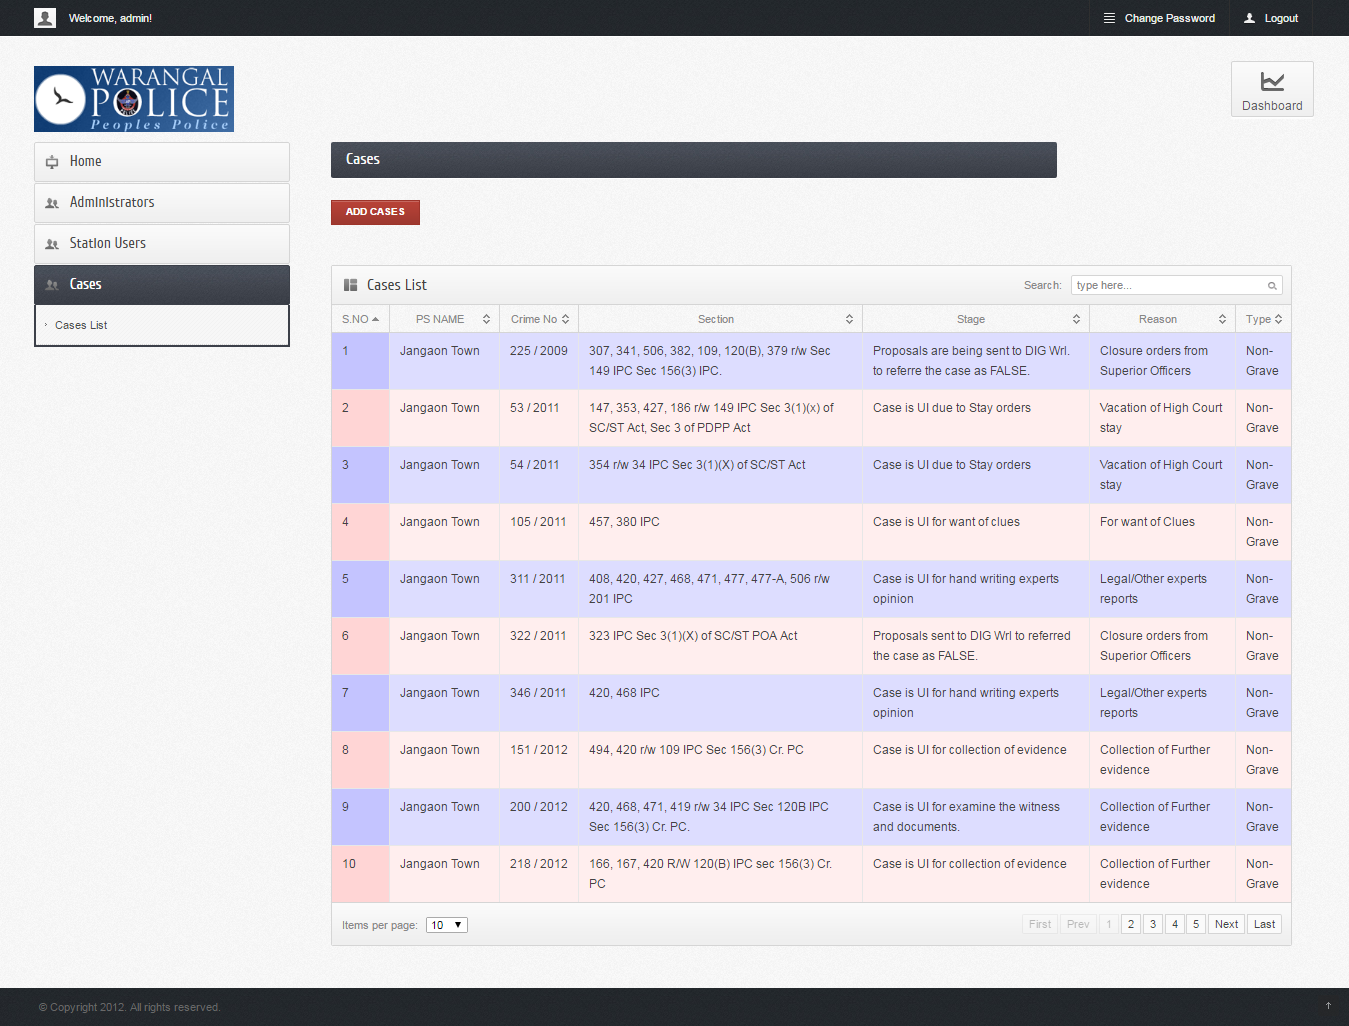 Welcome, admin!
Change Password
Logout
WARANGAL
POLICE
Peoples Police
Dashboard
Home
Administrators
Station Users
Cases
Cases List
Cases
ADD CASES
Cases List
Search: type here...
S.NO PS NAME Crime No Section Stage Reason Type
1 Jangaon Town 225 / 2009 307, 341, 506, 382, 109, 120(B), 379 r/w Sec Proposals are being sent to DIG Wrl. Closure orders from Non-
149 IPC Sec 156(3) IPC. to referre the case as FALSE. Superior Officers Grave
2 Jangaon Town 53 / 2011 147, 353, 427, 186 r/w 149 IPC Sec 3(1)(x) of Case is UI due to Stay orders Vacation of High Court Non-
SC/ST Act, Sec 3 of PDPP Act stay Grave
3 Jangaon Town 54 / 2011 354 r/w 34 IPC Sec 3(1)(X) of SC/ST Act Case is UI due to Stay orders Vacation of High Court Non-
stay Grave
4 Jangaon Town 105 / 2011 457, 380 IPC Case is UI for want of clues For want of Clues Non-
Grave
5 Jangaon Town 311 / 2011 408, 420, 427, 468, 471, 477, 477-A, 506 r/w Case is UI for hand writing experts Legal/Other experts Non-
201 IPC opinion reports Grave
6 Jangaon Town 322 / 2011 323 IPC Sec 3(1)(X) of SC/ST POA Act Proposals sent to DIG Wrl to referred Closure orders from Non-
the case as FALSE. Superior Officers Grave
7 Jangaon Town 346 / 2011 420, 468 IPC Case is UI for hand writing experts Legal/Other experts Non-
opinion reports Grave
8 Jangaon Town 151 / 2012 494, 420 r/w 109 IPC Sec 156(3) Cr. PC Case is UI for collection of evidence Collection of Further Non-
evidence Grave
9 Jangaon Town 200 / 2012 420, 468, 471, 419 r/w 34 IPC Sec 120B IPC Case is UI for examine the witness Collection of Further Non-
Sec 156(3) Cr. PC. and documents. evidence Grave
10 Jangaon Town 218 / 2012 166, 167, 420 R/W 120(B) IPC sec 156(3) Cr. Case is UI for collection of evidence Collection of Further Non-
PC evidence Grave
Items per page: 10 First Prev 1 2 3 4 5 Next Last
© Copyright 2012. All rights reserved.